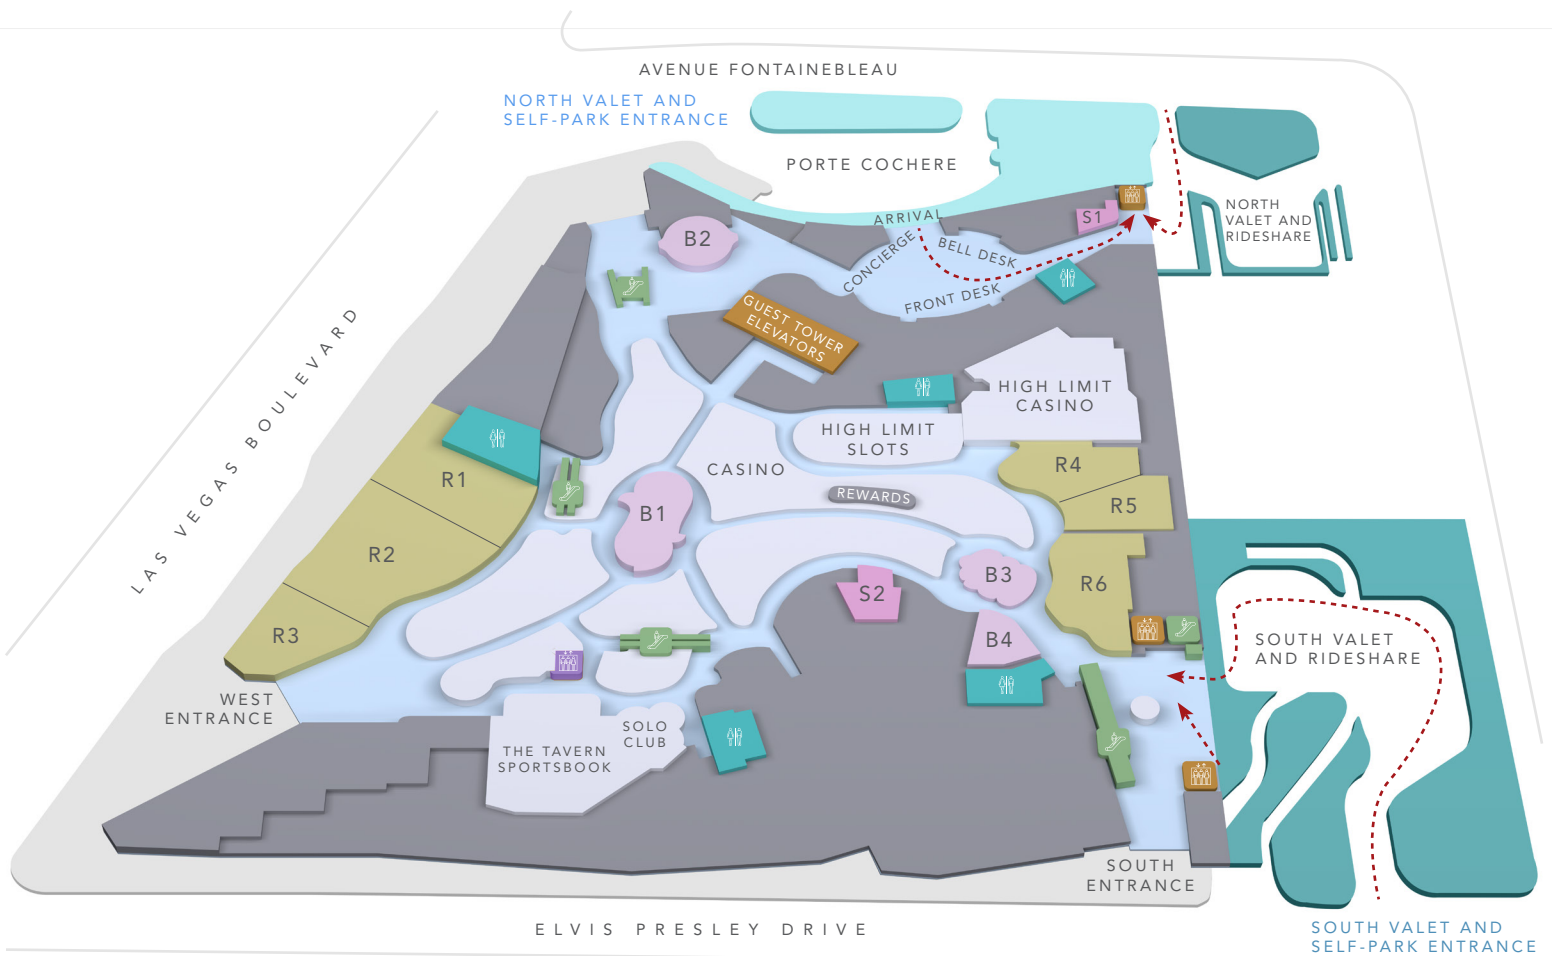 AVENUE FONTAINEBLEAU
NORTH VALET AND
SELF-PARK ENTRANCE
PORTE COCHERE
ARRIVAL
S1
NORTH
VALET AND
RIDESHARE
B2
CONCIERGE
BELL DESK
FRONT DESK
GUEST TOWER
ELEVATORS
LAS VEGAS BOULEVARD
HIGH LIMIT
CASINO
HIGH LIMIT
SLOTS
CASINO
R4
R1
REWARDS
R5
B1
R2
B3
R6
S2
R3
B4
SOUTH VALET
AND RIDESHARE
WEST
ENTRANCE
SOLO
CLUB
THE TAVERN
SPORTSBOOK
SOUTH
ENTRANCE
ELVIS PRESLEY DRIVE
SOUTH VALET AND
SELF-PARK ENTRANCE